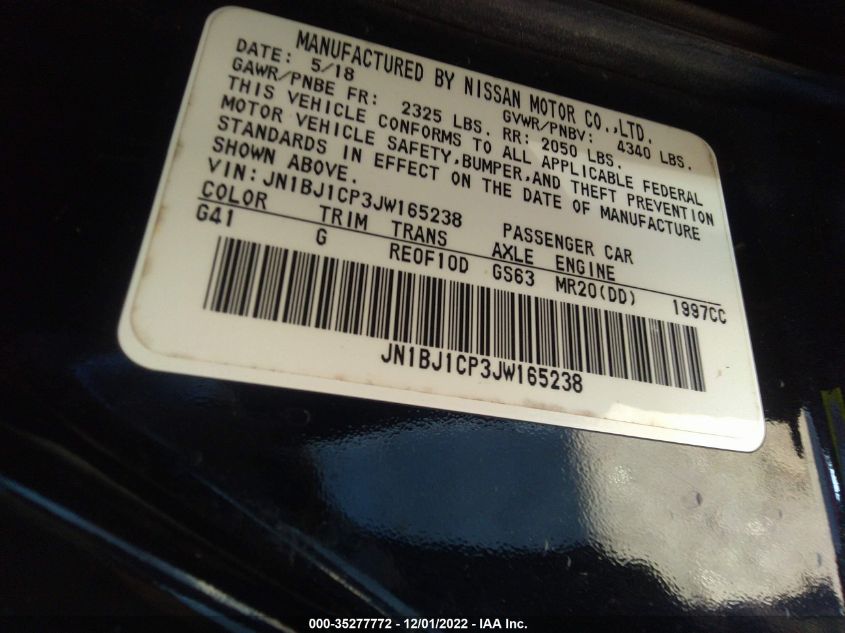 MANUFACTURED BY NISSAN MOTOR CO.,LTD.
DATE: 5/18 GVWR/PNBV: 4340 LBS.
GAWR/PNBE FR: 2325 LBS. RR: 2050 LBS.
THIS VEHICLE CONFORMS TO ALL APPLICABLE FEDERAL
MOTOR VEHICLE SAFETY,BUMPER,AND THEFT PREVENTION
STANDARDS IN EFFECT ON THE DATE OF MANUFACTURE
SHOWN ABOVE.
VIN:JN1BJ1CP3JW165238 PASSENGER CAR
COLOR TRIM TRANS AXLE ENGINE
G41 G RE0F10D GS63 MR20(DD) 1997CC
JN1BJ1CP3JW165238
000-35277772 - 12/01/2022 - IAA Inc.